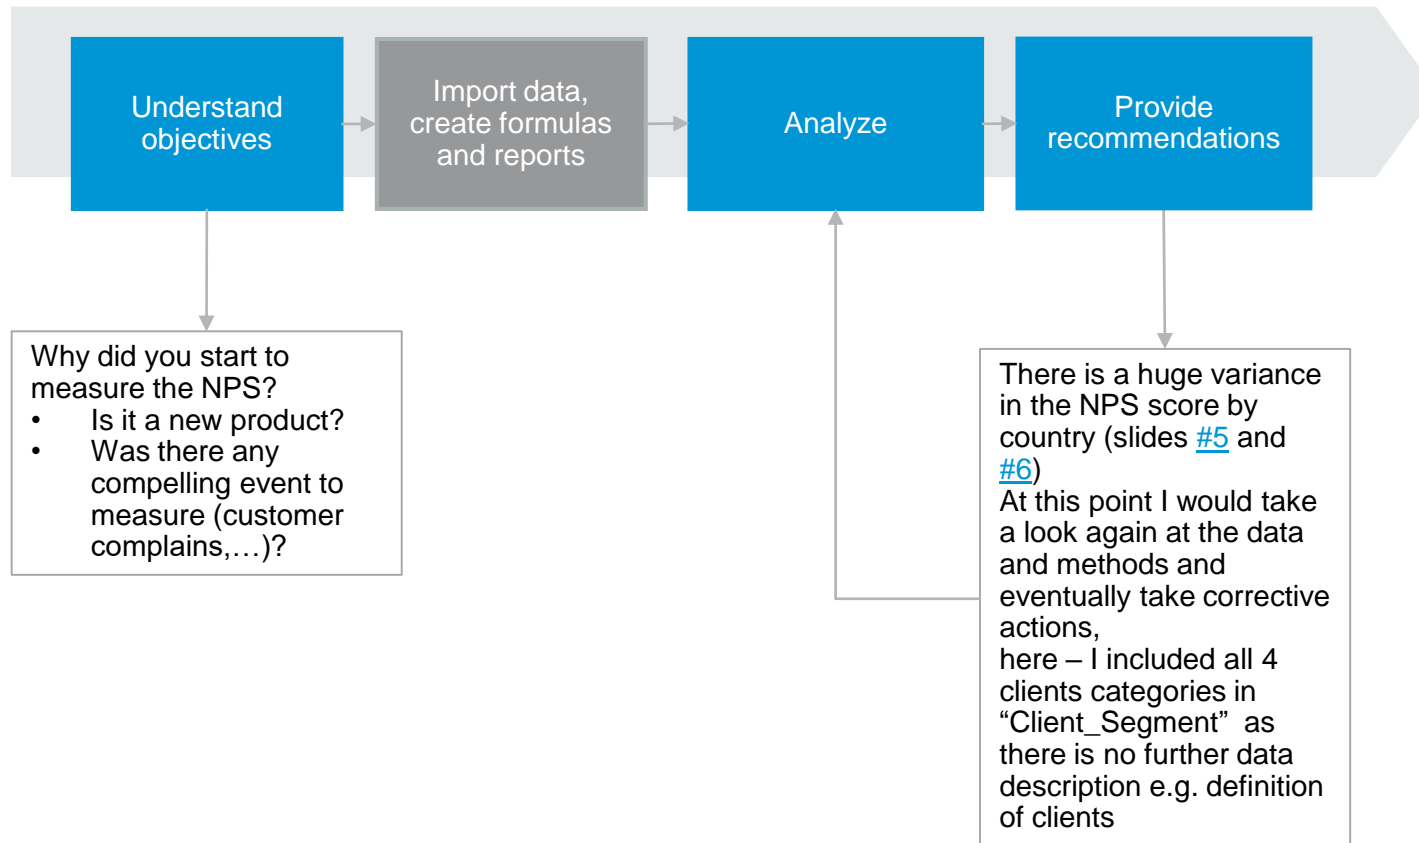 Understand
objectives
Import data,
create formulas
and reports
Analyze
Provide
recommendations
Why did you start to
measure the NPS?
• Is it a new product?
• Was there any
compelling event to
measure (customer
complains,…)?
There is a huge variance
in the NPS score by
country (slides #5 and
#6)
At this point I would take
a look again at the data
and methods and
eventually take corrective
actions,
here – I included all 4
clients categories in
“Client_Segment”  as
there is no further data
description e.g. definition
of clients